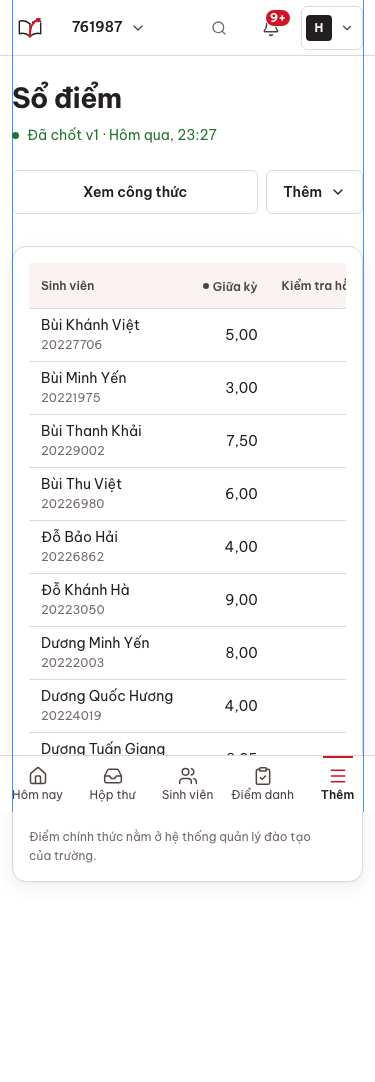 761987
9+
H
Sổ điểm
Đã chốt v1 · Hôm qua, 23:27
Xem công thức
Thêm
Sinh viên
Giữa kỳ
Kiểm tra
Bùi Khánh Việt
20227706
5,00
Bùi Minh Yến
20221975
3,00
Bùi Thanh Khải
20229002
7,50
Bùi Thu Việt
20226980
6,00
Đỗ Bảo Hải
20226862
4,00
Đỗ Khánh Hà
20223050
9,00
Dương Minh Yến
20222003
8,00
Dương Quốc Hương
20224019
4,00
Dương Tuấn Giang
Hôm nay
Hộp thư
Sinh viên
Điểm danh
Thêm
Điểm chính thức nằm ở hệ thống quản lý đào tạo
của trường.